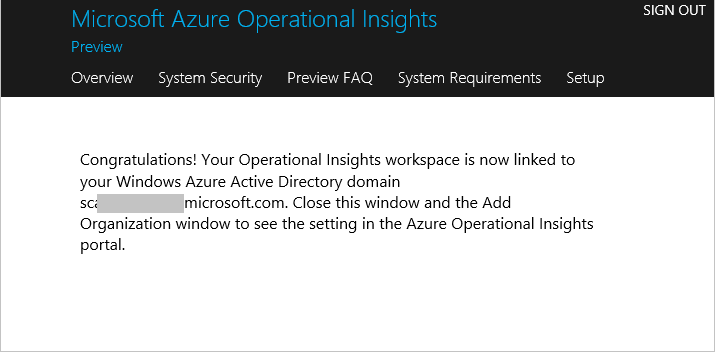 SIGN OUT
Microsoft Azure Operational Insights
Preview
Overview System Security Preview FAQ System Requirements Setup
Congratulations! Your Operational Insights workspace is now linked to
your Windows Azure Active Directory domain
microsoft.com. Close this window and the Add
Organization window to see the setting in the Azure Operational Insights
portal.